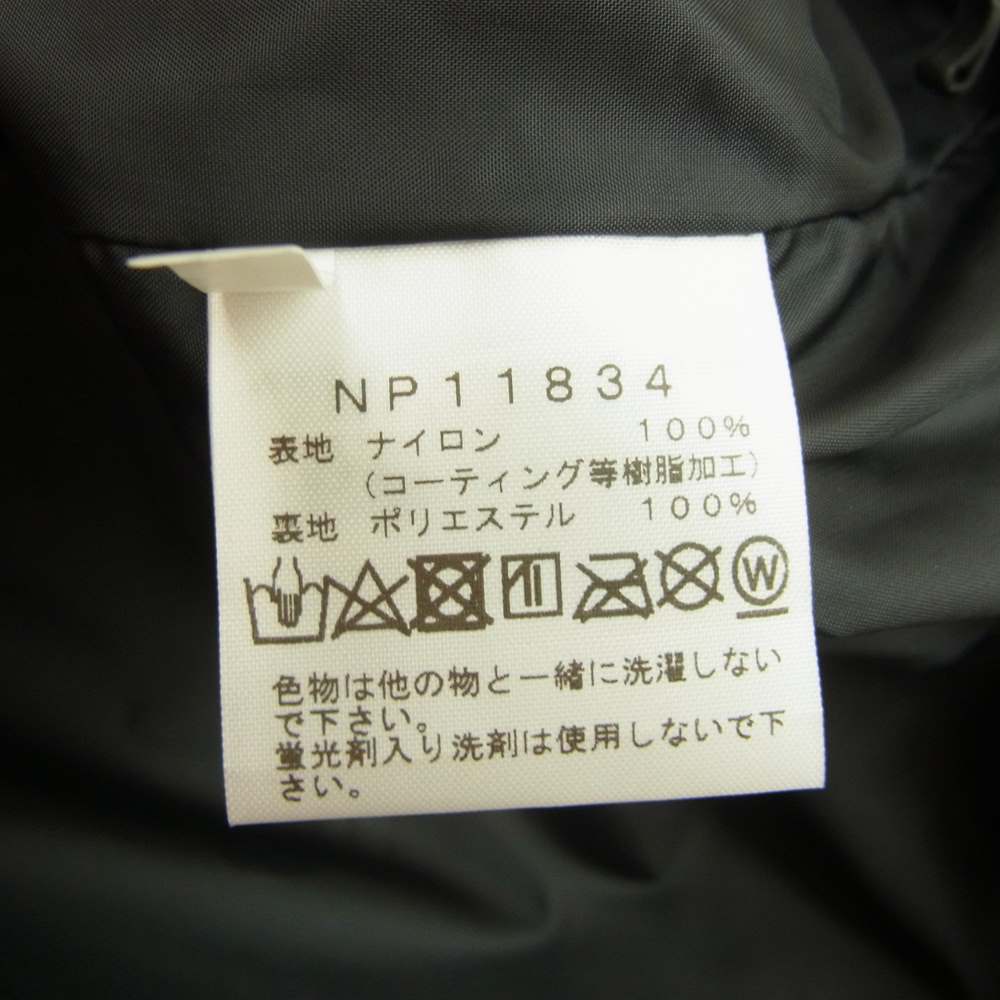 NP11834
表地 ナイロン 100%
(コーティング等樹脂加工)
裏地 ポリエステル 100%
W
色物は他の物と一緒に洗濯しない
で下さい。
蛍光剤入り洗剤は使用しないで下
さい。